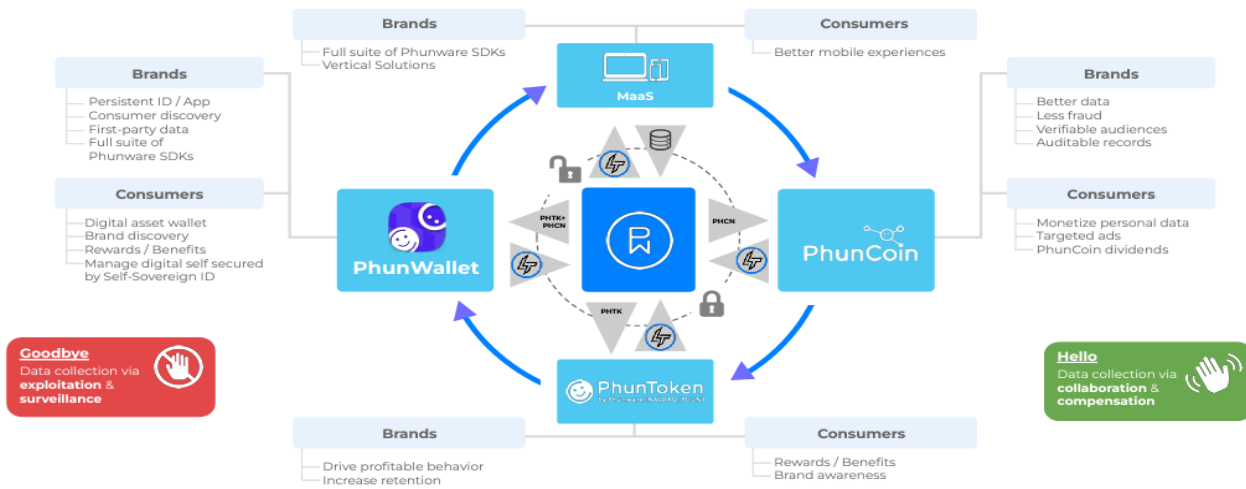 Brands
Full suite of Phunware SDKs
Vertical Solutions
Consumers
Better mobile experiences
MaaS
Brands
Persistent ID / App
Consumer discovery
First-party data
Full suite of
Phunware SDKs
Consumers
Digital asset wallet
Brand discovery
Rewards / Benefits
Manage digital self secured
by Self-Sovereign ID
Brands
Better data
Less fraud
Verifiable audiences
Auditable records
Consumers
Monetize personal data
Targeted ads
PhunCoin dividends
PhunWallet
PHTK+
PHCN
PHCN
PhunCoin
PHTK
PhunToken
by Phunware (NASDAQ:PHUN)
Goodbye
Data collection via
exploitation &
surveillance
Hello
Data collection via
collaboration &
compensation
Brands
Drive profitable behavior
Increase retention
Consumers
Rewards / Benefits
Brand awareness